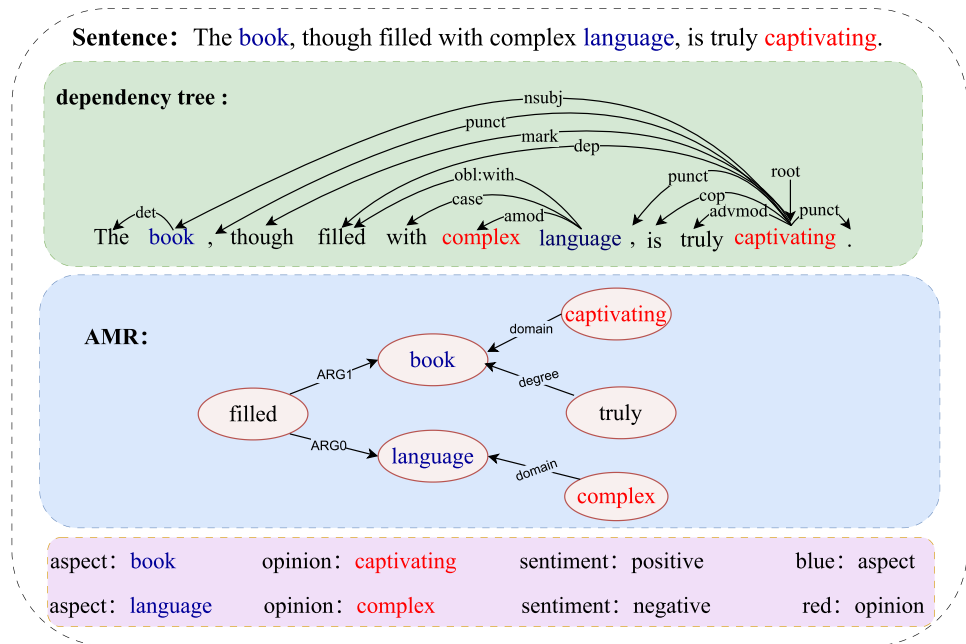 Sentence： The book, though filled with complex language, is truly captivating.
dependency tree :
nsubj
punct
mark
dep
obl:with
punct
root
case
cop
det
amod
advmod
punct
The book , though filled with complex language , is truly captivating .
AMR：
captivating
domain
book
ARG1
degree
filled
truly
ARG0
language
domain
complex
aspect： book opinion： captivating sentiment：positive blue：aspect
aspect： language opinion： complex sentiment：negative red：opinion